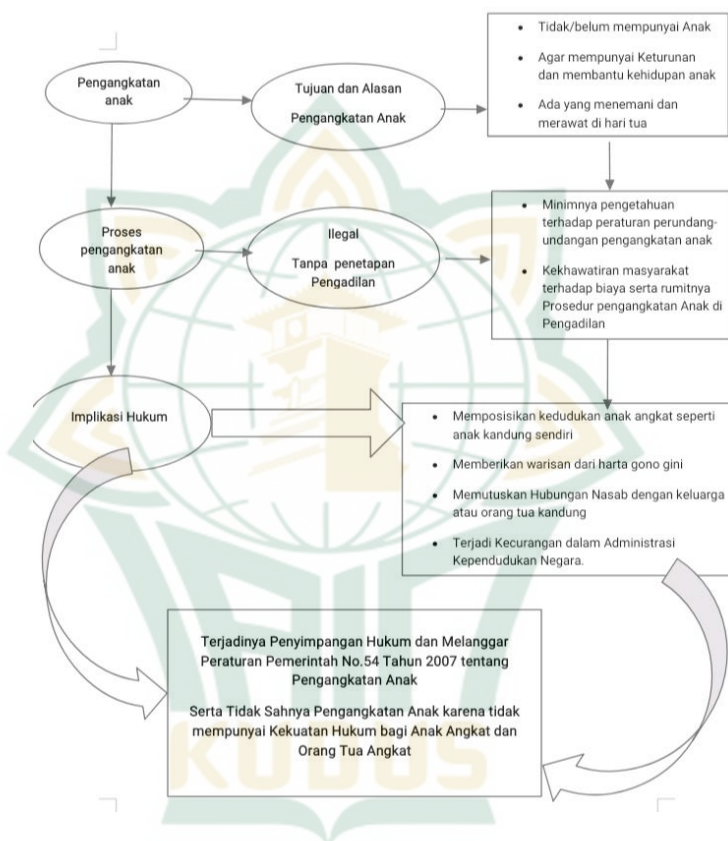 Pengangkatan
anak
Tujuan dan Alasan
Pengangkatan Anak
• Tidak/belum mempunyai Anak
• Agar mempunyai Keturunan
dan membantu kehidupan anak
• Ada yang menemani dan
merawat di hari tua
Proses
pengangkatan
anak
Ilegal
Tanpa penetapan
Pengadilan
• Minimnya pengetahuan
terhadap peraturan perundang-
undangan pengangkatan anak
• Kekhawatiran masyarakat
terhadap biaya serta rumitnya
Prosedur pengangkatan Anak di
Pengadilan
Implikasi Hukum
• Memposisikan kedudukan anak angkat seperti
anak kandung sendiri
• Memberikan warisan dari harta gono gini
• Memutuskan Hubungan Nasab dengan keluarga
atau orang tua kandung
• Terjadi Kecurangan dalam Administrasi
Kependudukan Negara.
Terjadinya Penyimpangan Hukum dan Melanggar
Peraturan Pemerintah No.54 Tahun 2007 tentang
Pengangkatan Anak
Serta Tidak Sahnya Pengangkatan Anak karena tidak
mempunyai Kekuatan Hukum bagi Anak Angkat dan
Orang Tua Angkat
KUDUS